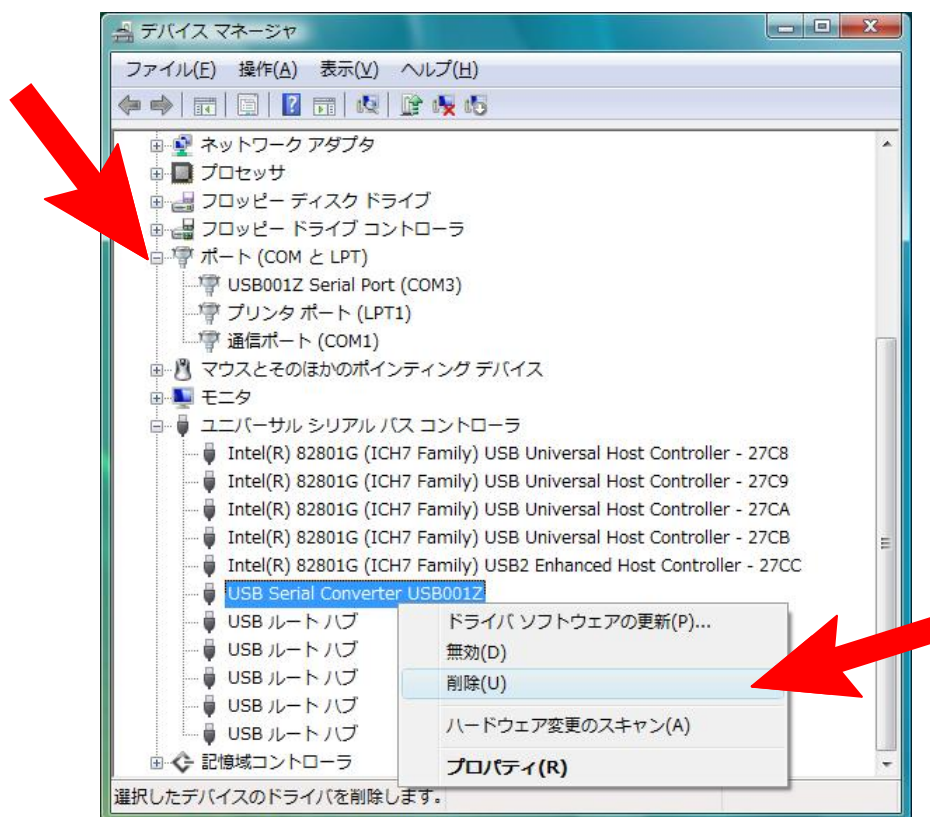 デバイス マネージャ
ファイル(F) 操作(A) 表示(V) ヘルプ(H)
ネットワーク アダプタ
プロセッサ
フロッピー ディスク ドライブ
フロッピー ドライブ コントローラ
ポート (COM と LPT)
USB001Z Serial Port (COM3)
プリンタ ポート (LPT1)
通信ポート (COM1)
マウスとそのほかのポインティング デバイス
モニタ
ユニバーサル シリアル バス コントローラ
Intel(R) 82801G (ICH7 Family) USB Universal Host Controller - 27C8
Intel(R) 82801G (ICH7 Family) USB Universal Host Controller - 27C9
Intel(R) 82801G (ICH7 Family) USB Universal Host Controller - 27CA
Intel(R) 82801G (ICH7 Family) USB Universal Host Controller - 27CB
Intel(R) 82801G (ICH7 Family) USB2 Enhanced Host Controller - 27CC
USB Serial Converter USB001Z
USB ルート ハブ
USB ルート ハブ
USB ルート ハブ
USB ルート ハブ
USB ルート ハブ
記憶域コントローラ
ドライバ ソフトウェアの更新(P)...
無効(D)
削除(U)
ハードウェア変更のスキャン(A)
プロパティ(R)
選択したデバイスのドライバを削除します。